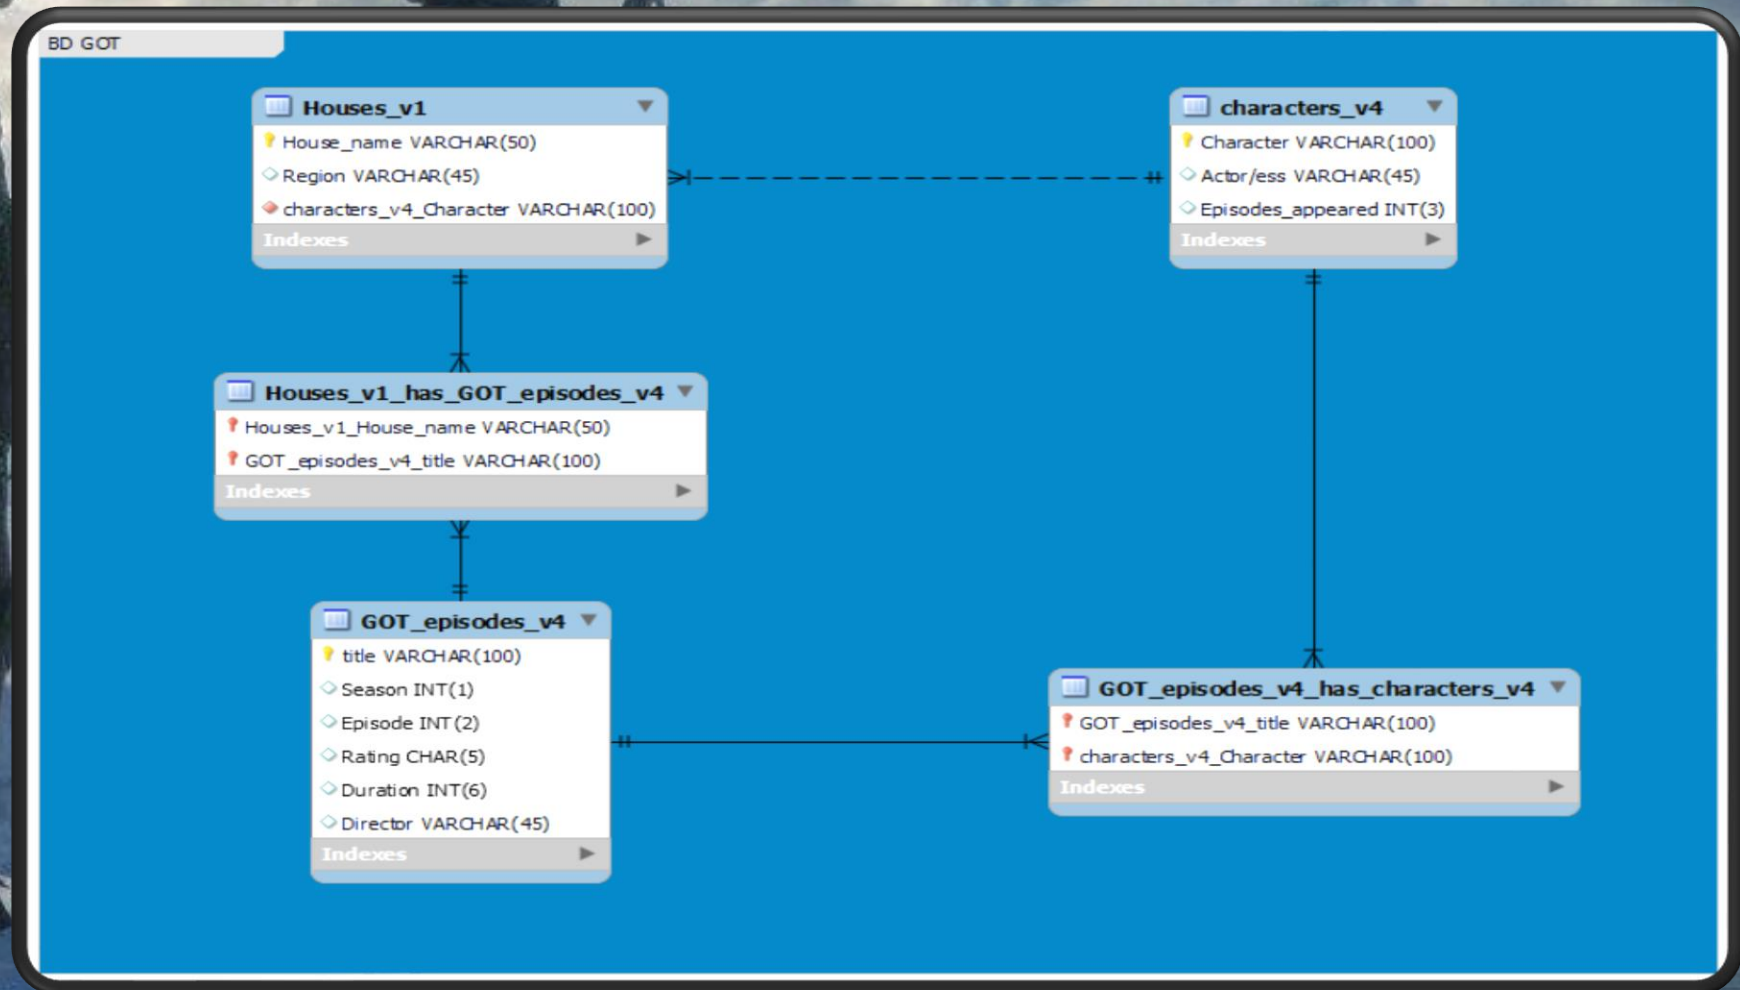 BD GOT
Houses_v1
House_name VARCHAR(50)
Region VARCHAR(45)
characters_v4_Character VARCHAR(100)
Indexes
characters_v4
Character VARCHAR(100)
Actor/ess VARCHAR(45)
Episodes_appeared INT(3)
Indexes
Houses_v1_has_GOT_episodes_v4
Houses_v1_House_name VARCHAR(50)
GOT_episodes_v4_title VARCHAR(100)
Indexes
GOT_episodes_v4
title VARCHAR(100)
Season INT(1)
Episode INT(2)
Rating CHAR(5)
Duration INT(6)
Director VARCHAR(45)
Indexes
GOT_episodes_v4_has_characters_v4
GOT_episodes_v4_title VARCHAR(100)
characters_v4_Character VARCHAR(100)
Indexes